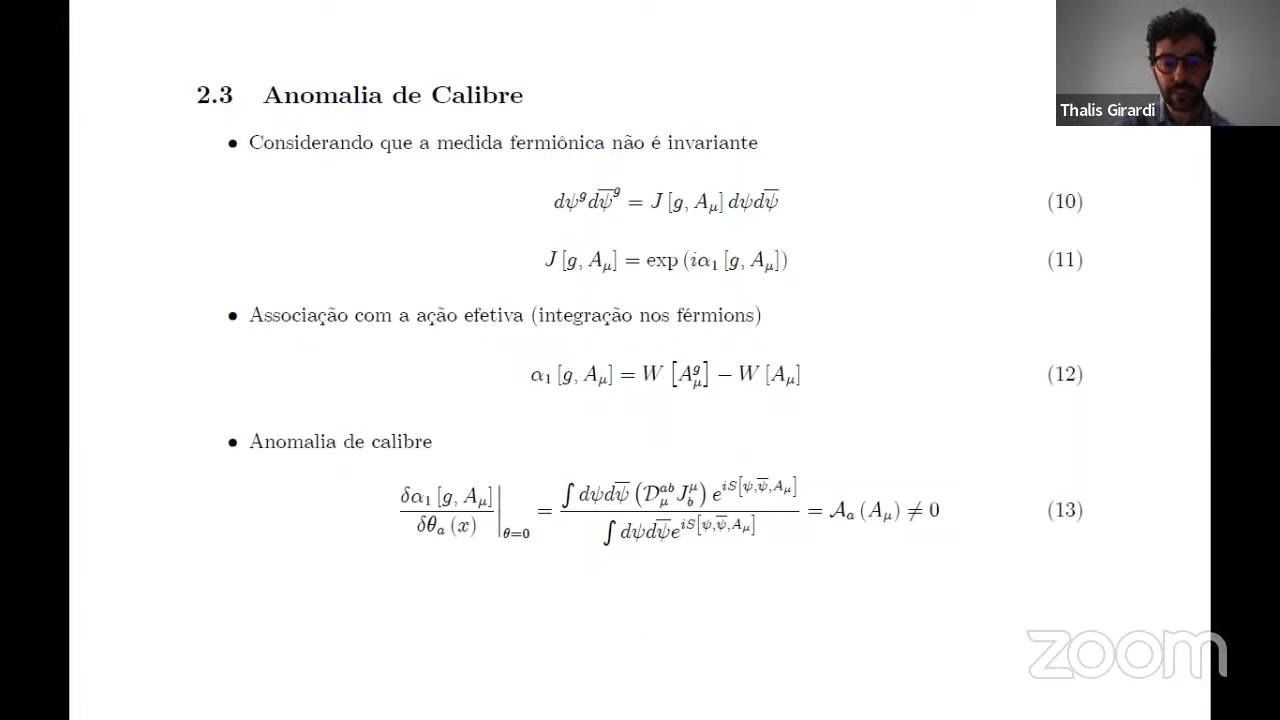 2.3 Anomalia de Calibre
• Considerando que a medida fermiônica não é invariante
dψ^g dψ̅^g = J [g, A_μ] dψdψ̅ (10)
J [g, A_μ] = exp (iα_1 [g, A_μ]) (11)
• Associação com a ação efetiva (integração nos férmions)
α_1 [g, A_μ] = W [A_μ^g] − W [A_μ] (12)
• Anomalia de calibre
δα_1 [g, A_μ] / δθ_a (x) |_{θ=0} = ∫ dψdψ̅ (𝒟_μ^{ab} J_b^μ) e^{iS[ψ,ψ̅,A_μ]} / ∫ dψdψ̅ e^{iS[ψ,ψ̅,A_μ]} = 𝒜_a (A_μ) ≠ 0 (13)
Thalis Girardi
zoom